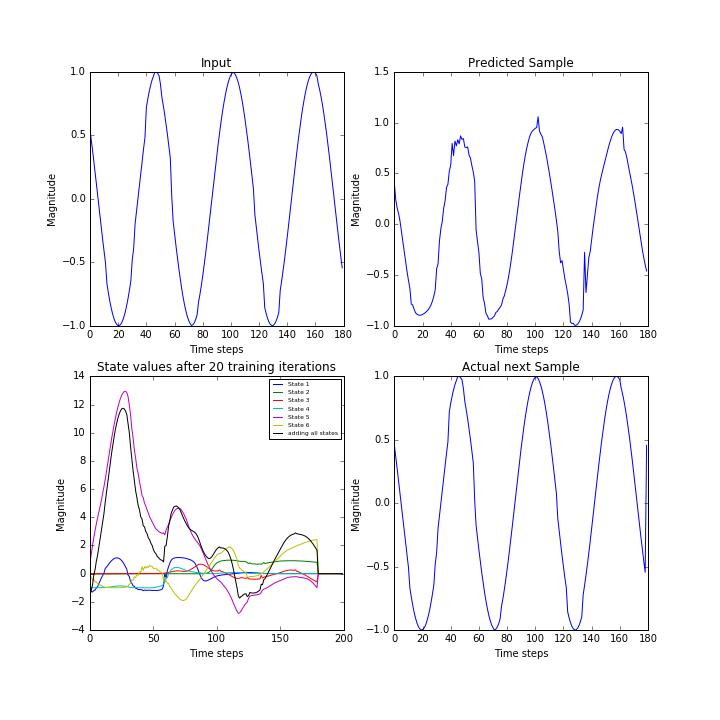 Input
1.0
0.5
0.0
−0.5
−1.0
Magnitude
0 20 40 60 80 100 120 140 160 180
Time steps
Predicted Sample
1.5
1.0
0.5
0.0
−0.5
−1.0
Magnitude
0 20 40 60 80 100 120 140 160 180
Time steps
State values after 20 training iterations
14
12
10
8
6
4
2
0
−2
−4
Magnitude
State 1
State 2
State 3
State 4
State 5
State 6
adding all states
0 50 100 150 200
Time steps
Actual next Sample
1.0
0.5
0.0
−0.5
−1.0
Magnitude
0 20 40 60 80 100 120 140 160 180
Time steps